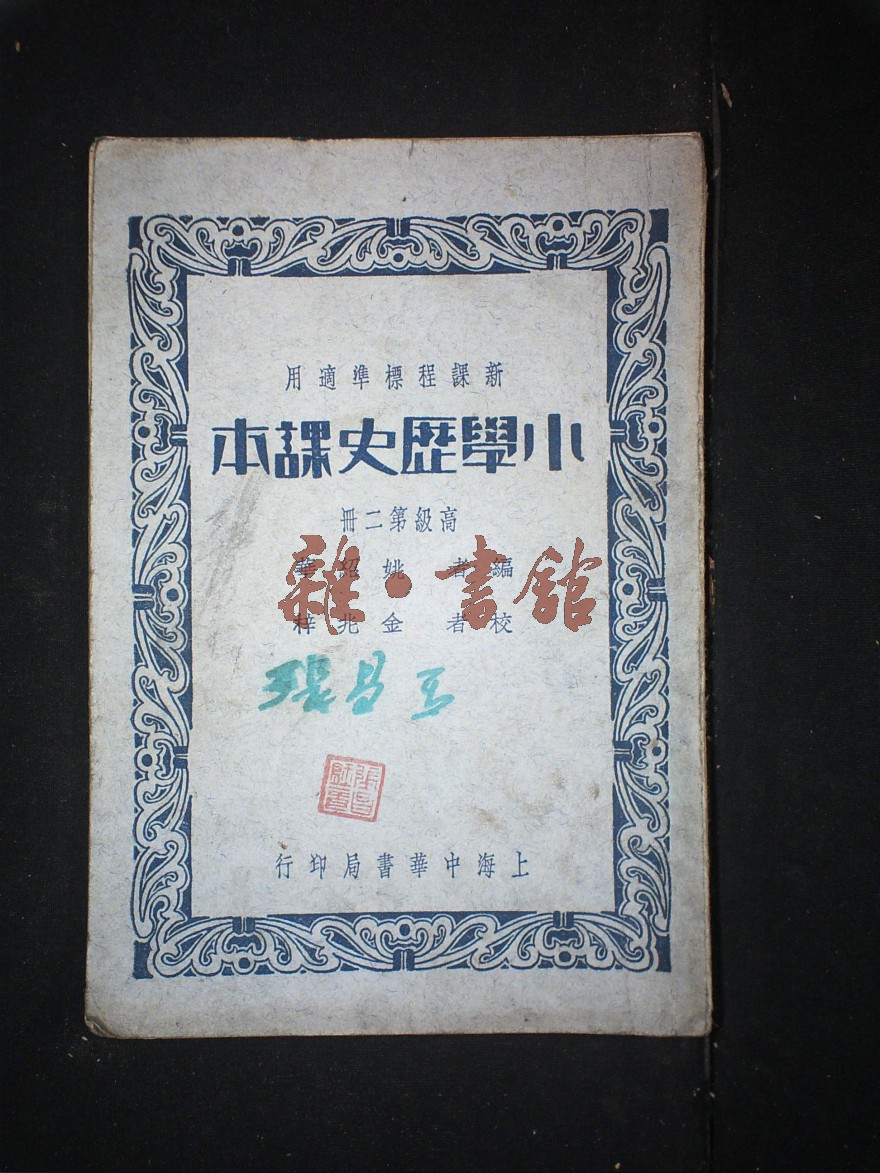 新課程標準適用
小學歷史課本
高級第二冊
編者 姚紹華
校者 金兆梓
雜·書館
張昌立
上海中華書局印行